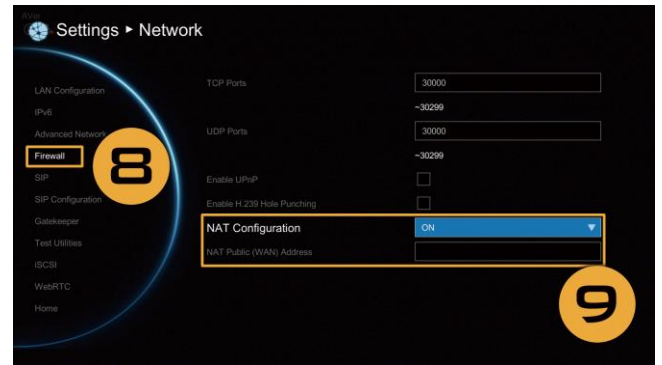 AVer
Settings ► Network
LAN Configuration
IPv6
Advanced Network
Firewall
SIP
SIP Configuration
Gatekeeper
Test Utilities
iSCSI
WebRTC
Home
8
TCP Ports 30000
~30299
UDP Ports 30000
~30299
Enable UPnP
Enable H.239 Hole Punching
NAT Configuration ON
NAT Public (WAN) Address
9